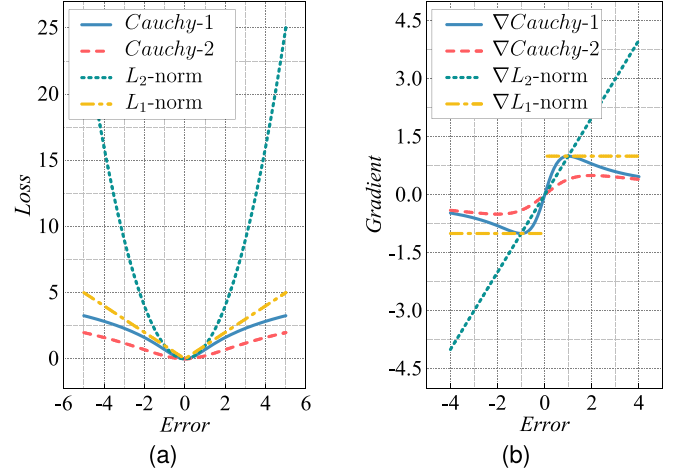 Cauchy-1
Cauchy-2
L₂-norm
L₁-norm
Loss
25
20
15
10
5
0
-6 -4 -2 0 2 4 6
Error
(a)
∇Cauchy-1
∇Cauchy-2
∇L₂-norm
∇L₁-norm
Gradient
4.5
3.0
1.5
0.0
-1.5
-3.0
-4.5
-4 -2 0 2 4
Error
(b)